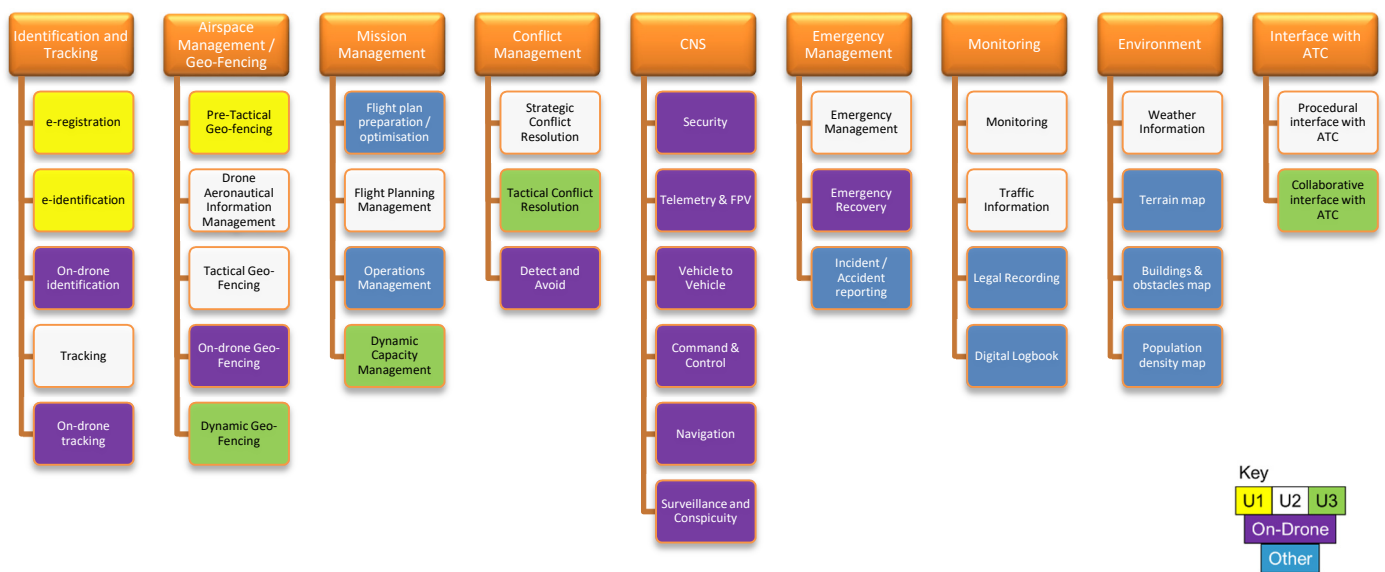 Identification and
Tracking
Airspace
Management /
Geo-Fencing
Mission
Management
Conflict
Management
CNS
Emergency
Management
Monitoring
Environment
Interface with
ATC
e-registration
e-identification
On-drone
identification
Tracking
On-drone
tracking
Pre-Tactical
Geo-fencing
Drone
Aeronautical
Information
Management
Tactical Geo-
Fencing
On-drone Geo-
Fencing
Dynamic Geo-
Fencing
Flight plan
preparation /
optimisation
Flight Planning
Management
Operations
Management
Dynamic
Capacity
Management
Strategic
Conflict
Resolution
Tactical Conflict
Resolution
Detect and
Avoid
Security
Telemetry & FPV
Vehicle to
Vehicle
Command &
Control
Navigation
Surveillance and
Conspicuity
Emergency
Management
Emergency
Recovery
Incident /
Accident
reporting
Monitoring
Traffic
Information
Legal Recording
Digital Logbook
Weather
Information
Terrain map
Buildings &
obstacles map
Population
density map
Procedural
interface with
ATC
Collaborative
interface with
ATC
Key
U1 U2 U3
On-Drone
Other